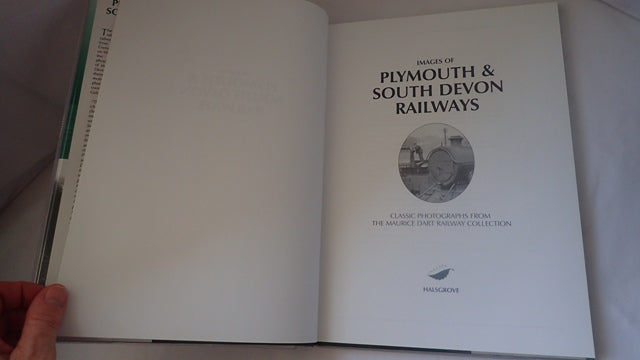 IMAGES OF
PLYMOUTH &
SOUTH DEVON
RAILWAYS
CLASSIC PHOTOGRAPHS FROM
THE MAURICE DART RAILWAY COLLECTION
HALSGROVE